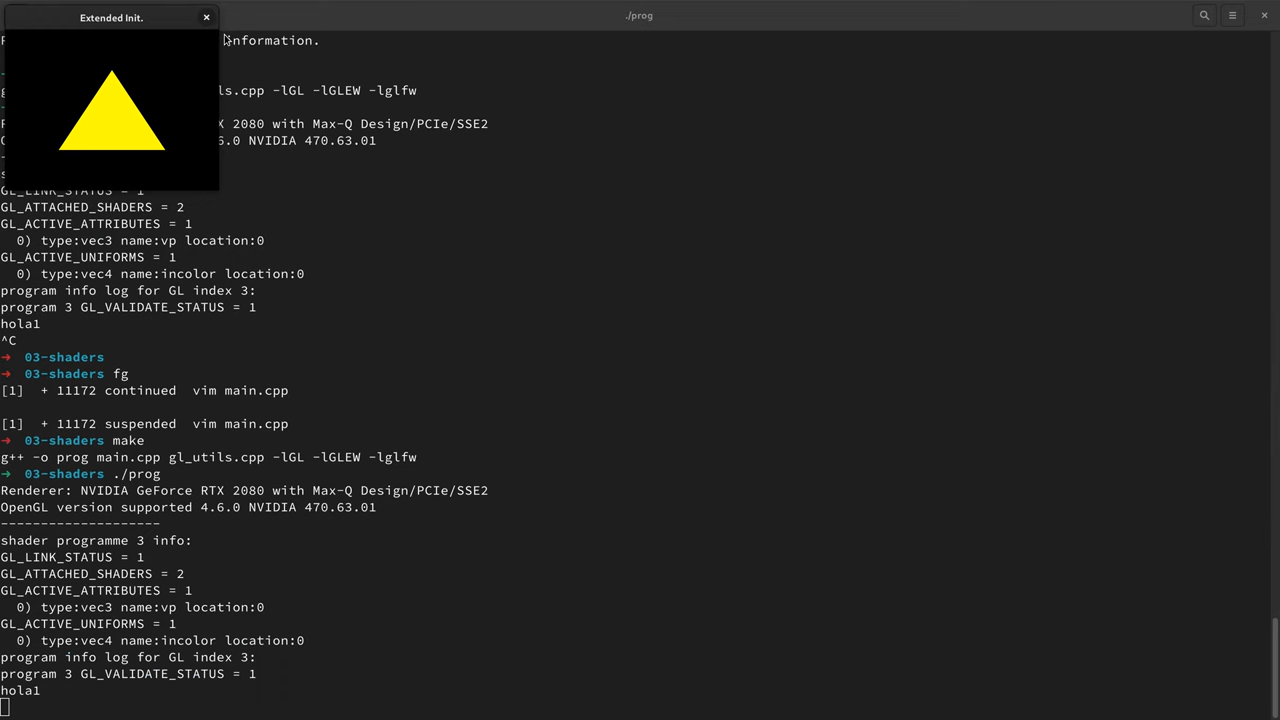 Extended Init.
./prog
information.
ls.cpp -lGL -lGLEW -lglfw
X 2080 with Max-Q Design/PCIe/SSE2
6.0 NVIDIA 470.63.01
GL_LINK_STATUS = 1
GL_ATTACHED_SHADERS = 2
GL_ACTIVE_ATTRIBUTES = 1
0) type:vec3 name:vp location:0
GL_ACTIVE_UNIFORMS = 1
0) type:vec4 name:incolor location:0
program info log for GL index 3:
program 3 GL_VALIDATE_STATUS = 1
hola1
^C
➜ 03-shaders
➜ 03-shaders fg
[1] + 11172 continued vim main.cpp
[1] + 11172 suspended vim main.cpp
➜ 03-shaders make
g++ -o prog main.cpp gl_utils.cpp -lGL -lGLEW -lglfw
➜ 03-shaders ./prog
Renderer: NVIDIA GeForce RTX 2080 with Max-Q Design/PCIe/SSE2
OpenGL version supported 4.6.0 NVIDIA 470.63.01
--------------------
shader programme 3 info:
GL_LINK_STATUS = 1
GL_ATTACHED_SHADERS = 2
GL_ACTIVE_ATTRIBUTES = 1
0) type:vec3 name:vp location:0
GL_ACTIVE_UNIFORMS = 1
0) type:vec4 name:incolor location:0
program info log for GL index 3:
program 3 GL_VALIDATE_STATUS = 1
hola1